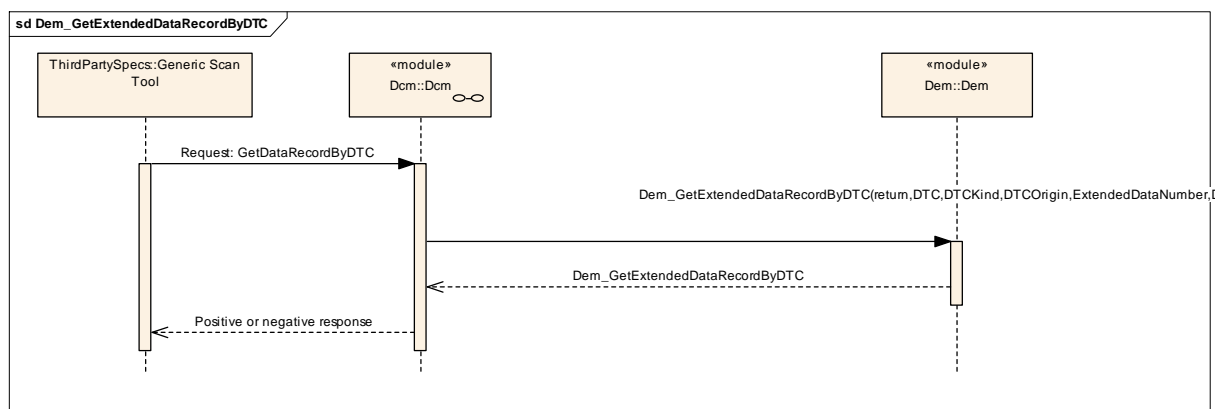 sd Dem_GetExtendedDataRecordByDTC
ThirdPartySpecs::Generic Scan
Tool
«module»
Dcm::Dcm
«module»
Dem::Dem
Request: GetDataRecordByDTC
Dem_GetExtendedDataRecordByDTC(return,DTC,DTCKind,DTCOrigin,ExtendedDataNumber,
Dem_GetExtendedDataRecordByDTC
Positive or negative response